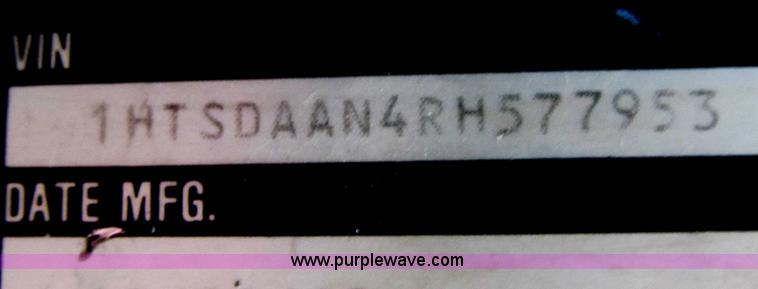 VIN
1HTSDAAN4RH577953
DATE MFG.
www.purplewave.com